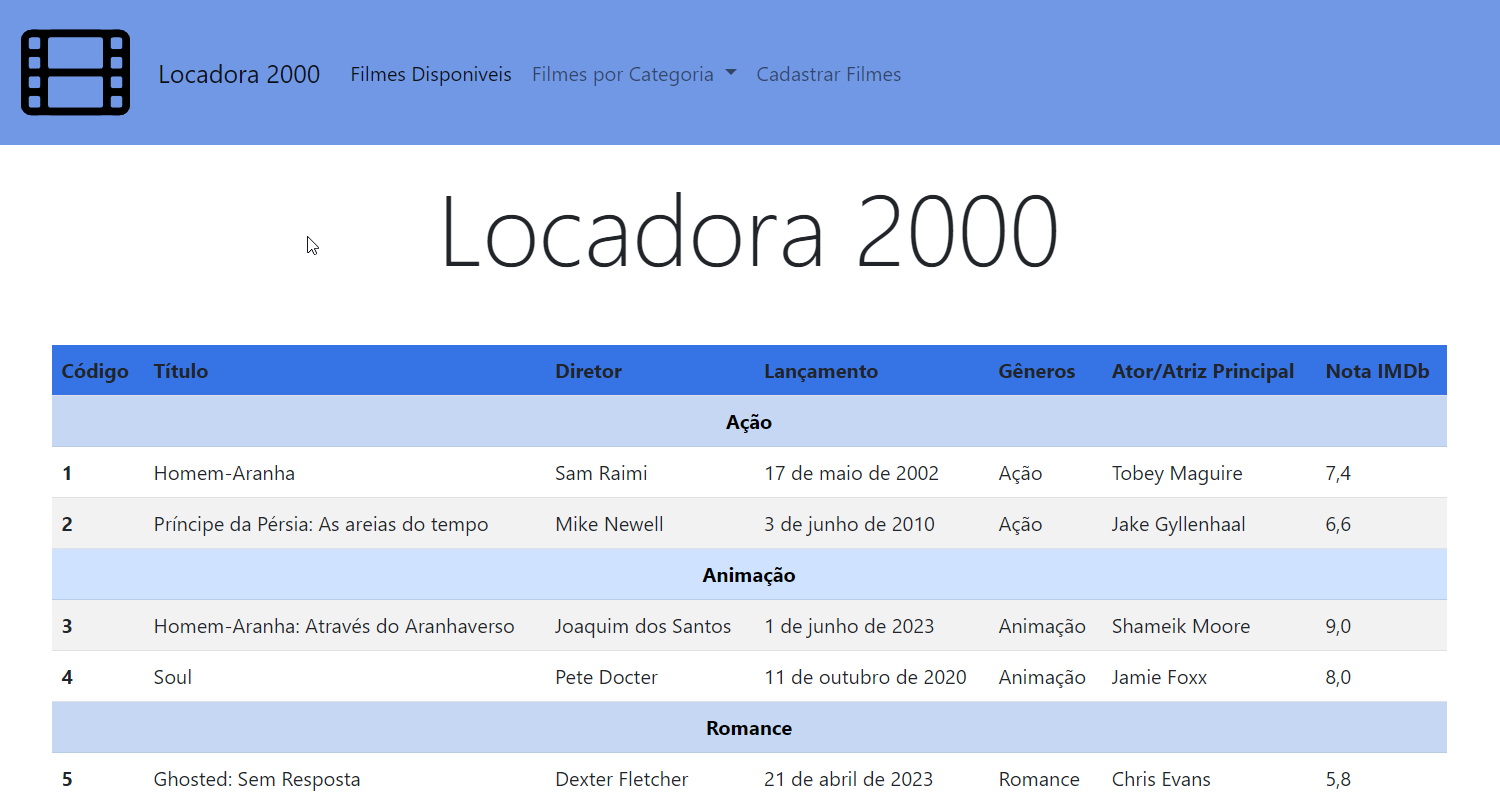 Locadora 2000 Filmes Disponiveis Filmes por Categoria Cadastrar Filmes
Locadora 2000
Código Título Diretor Lançamento Gêneros Ator/Atriz Principal Nota IMDb
Ação
1 Homem-Aranha Sam Raimi 17 de maio de 2002 Ação Tobey Maguire 7,4
2 Príncipe da Pérsia: As areias do tempo Mike Newell 3 de junho de 2010 Ação Jake Gyllenhaal 6,6
Animação
3 Homem-Aranha: Através do Aranhaverso Joaquim dos Santos 1 de junho de 2023 Animação Shameik Moore 9,0
4 Soul Pete Docter 11 de outubro de 2020 Animação Jamie Foxx 8,0
Romance
5 Ghosted: Sem Resposta Dexter Fletcher 21 de abril de 2023 Romance Chris Evans 5,8